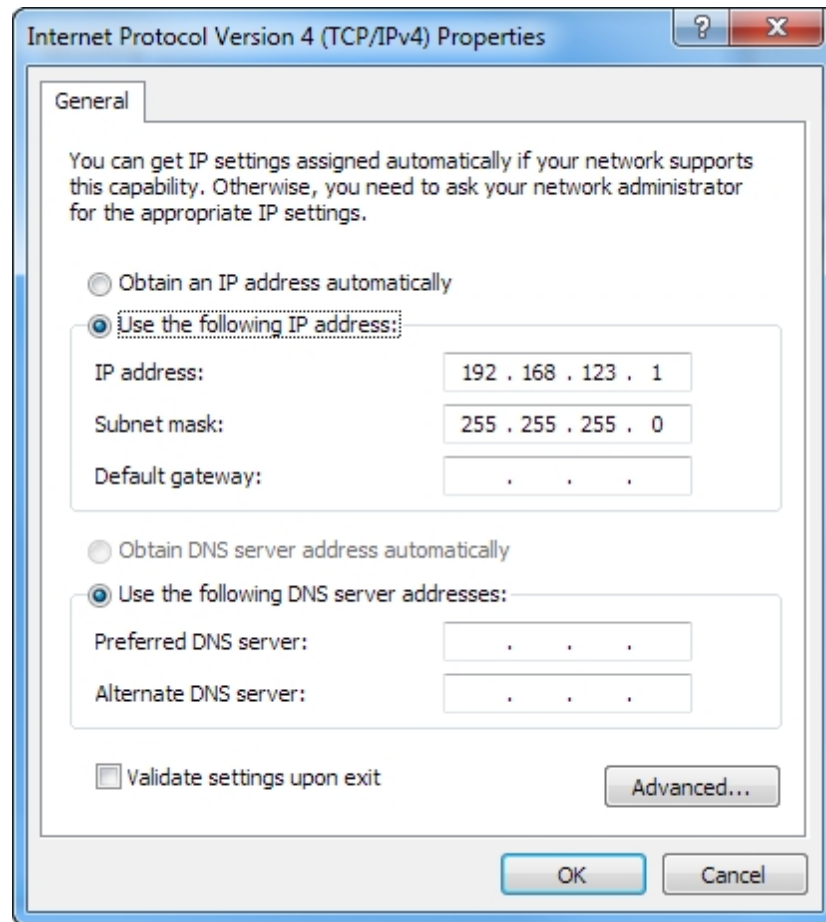 Internet Protocol Version 4 (TCP/IPv4) Properties
General
You can get IP settings assigned automatically if your network supports
this capability. Otherwise, you need to ask your network administrator
for the appropriate IP settings.
Obtain an IP address automatically
Use the following IP address:
IP address: 192 . 168 . 123 . 1
Subnet mask: 255 . 255 . 255 . 0
Default gateway: . . .
Obtain DNS server address automatically
Use the following DNS server addresses:
Preferred DNS server: . . .
Alternate DNS server: . . .
Validate settings upon exit
Advanced...
OK Cancel